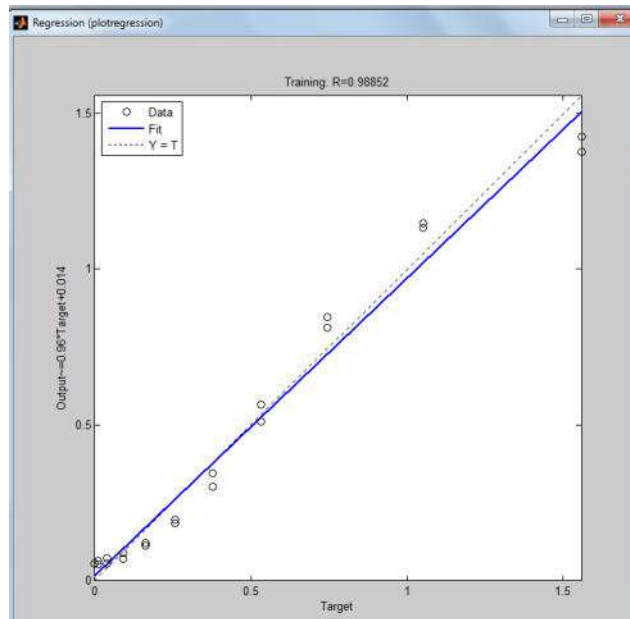 Regression (plotregression)
Training: R=0.98852
Data
Fit
Y = T
Output~=0.96*Target+0.014
1.5
1
0.5
0
0
0.5
1
1.5
Target